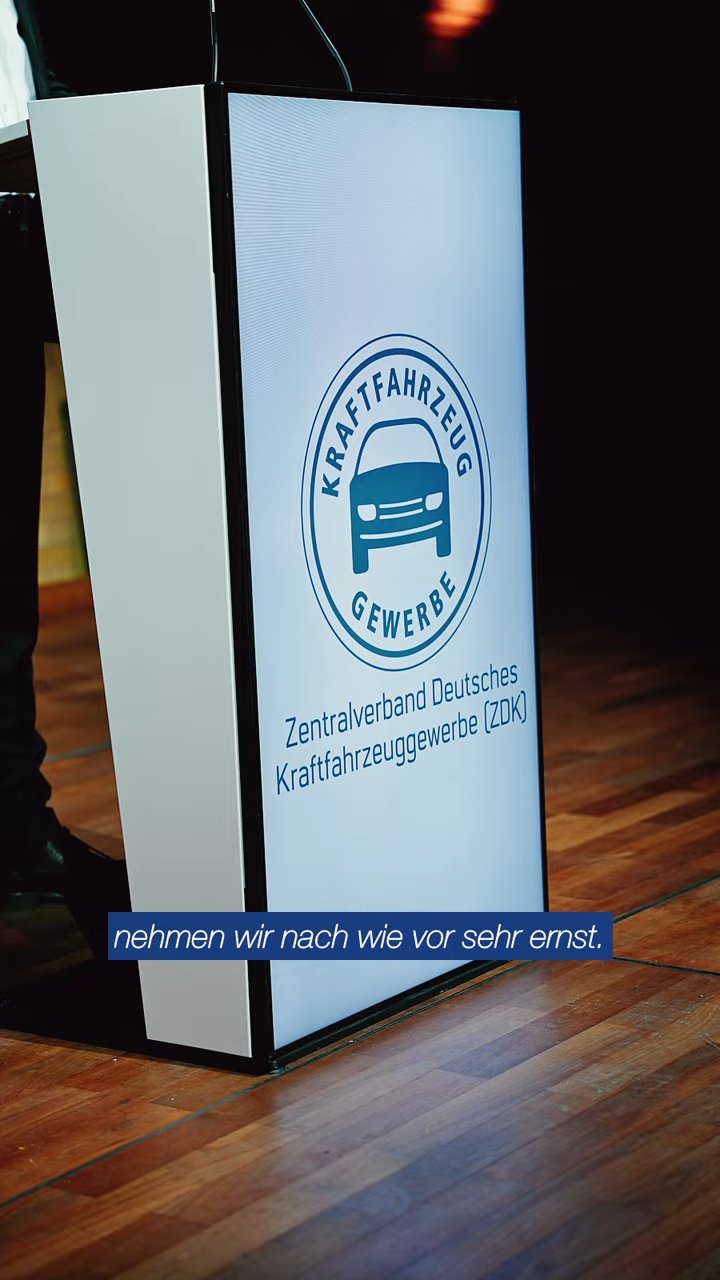 KRAFTFAHRZEUG
GEWERBE
Zentralverband Deutsches
Kraftfahrzeuggewerbe (ZDK)
nehmen wir nach wie vor sehr ernst.